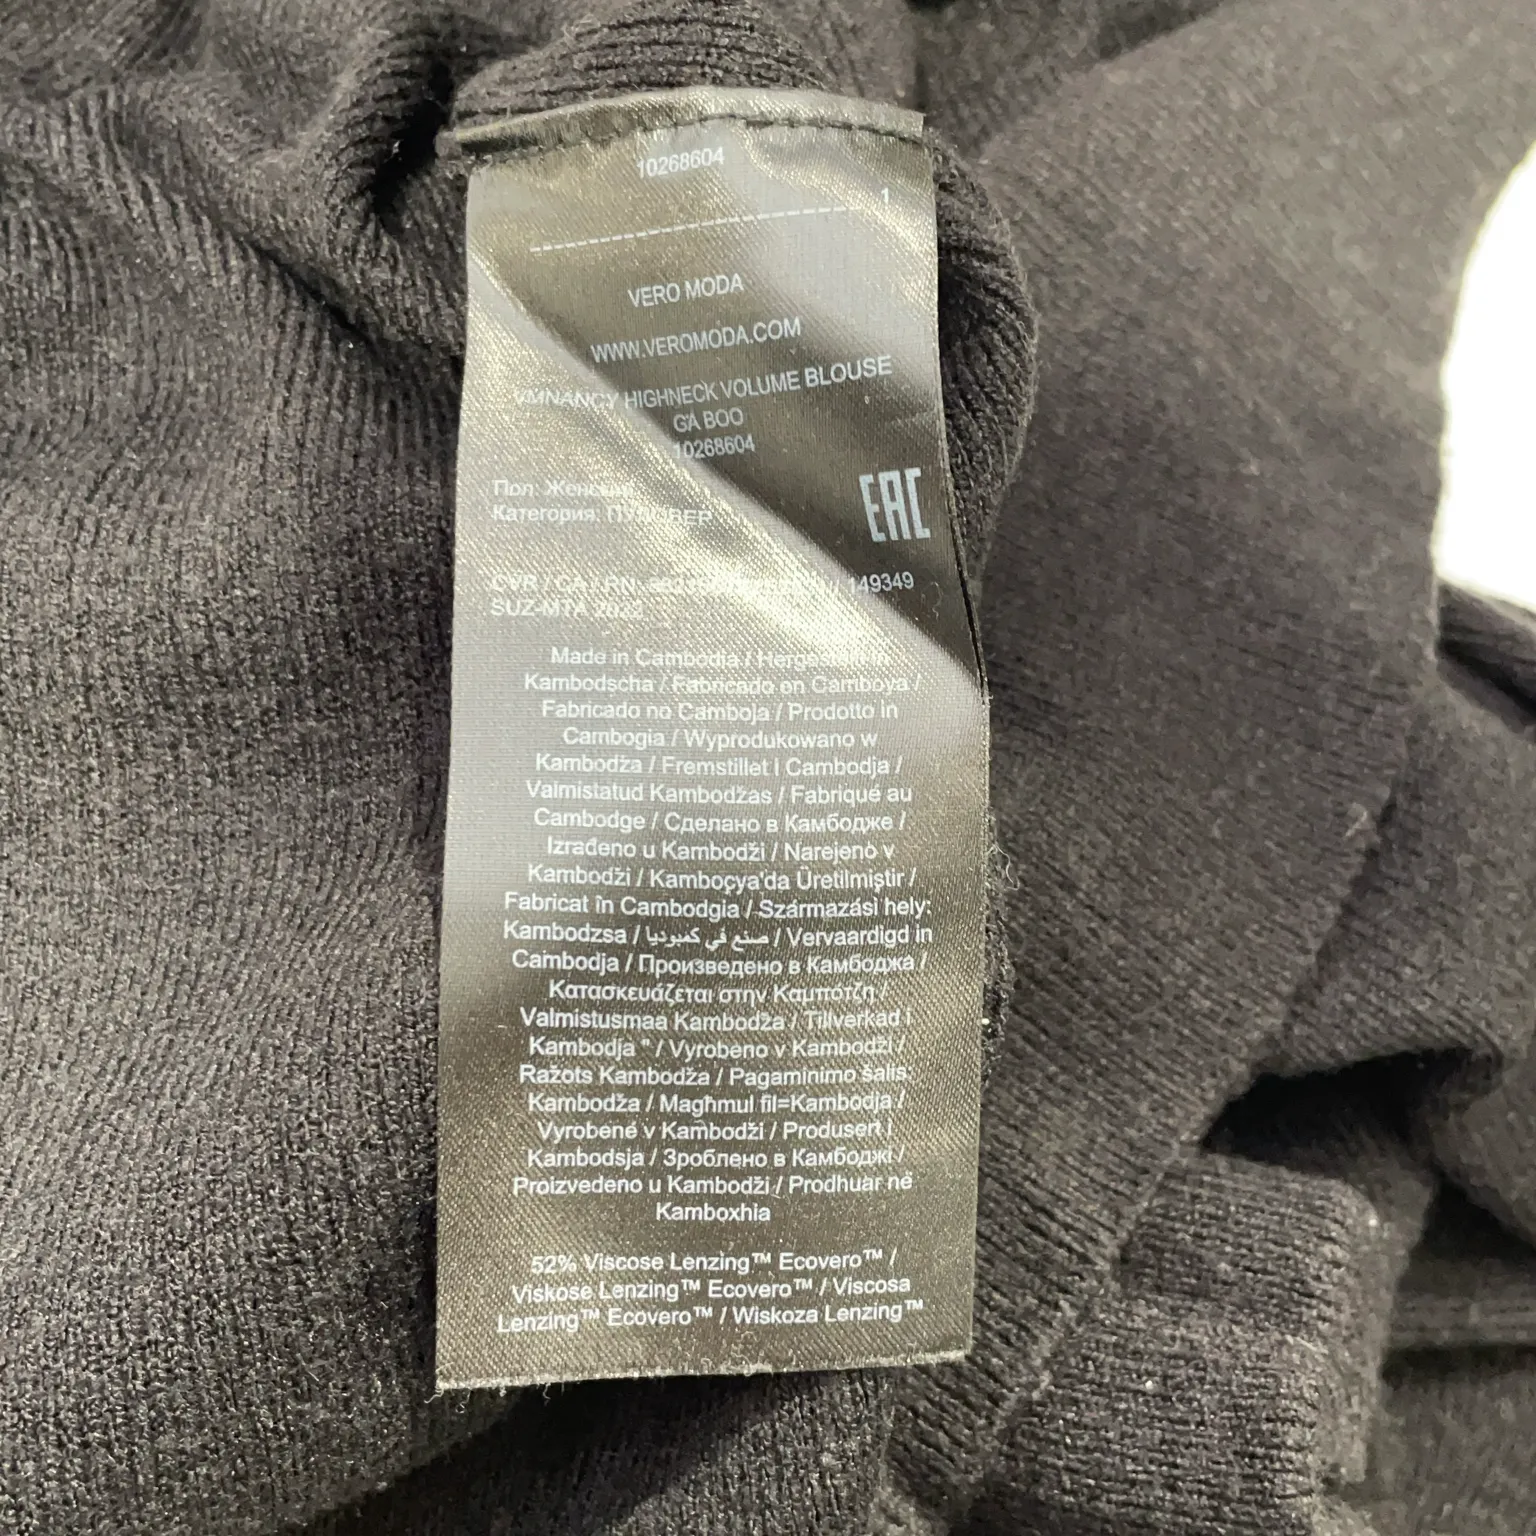 10268604
1
VERO MODA
WWW.VEROMODA.COM
VMNANCY HIGHNECK VOLUME BLOUSE
GA BOO
10268604
EAC
Пол:
Категория: ПУЛОВЕР
CVR / CA / RN: / 149349
SUZ-MTA
Made in Cambodia / Hergestellt in
Kambodscha / Fabricado en Camboya /
Fabricado no Camboja / Prodotto in
Cambogia / Wyprodukowano w
Kambodża / Fremstillet i Cambodja /
Valmistatud Kambodžas / Fabriqué au
Cambodge / Сделано в Камбодже /
Izrađeno u Kambodži / Narejeno v
Kambodži / Kamboçya'da Üretilmiştir /
Fabricat în Cambodgia / Származási hely:
Kambodzsa / صنع في كمبوديا / Vervaardigd in
Cambodja / Произведено в Камбоджа /
Κατασκευάζεται στην Καμπότζη /
Valmistusmaa Kambodža / Tillverkad i
Kambodja " / Vyrobeno v Kambodži /
Ražots Kambodža / Pagaminimo šalis:
Kambodža / Magħmul fil=Kambodja /
Vyrobené v Kambodži / Produsert i
Kambodsja / Зроблено в Камбоджі /
Proizvedeno u Kambodži / Prodhuar në
Kamboxhia
52% Viscose Lenzing™ Ecovero™ /
Viskose Lenzing™ Ecovero™ / Viscosa
Lenzing™ Ecovero™ / Wiskoza Lenzing™